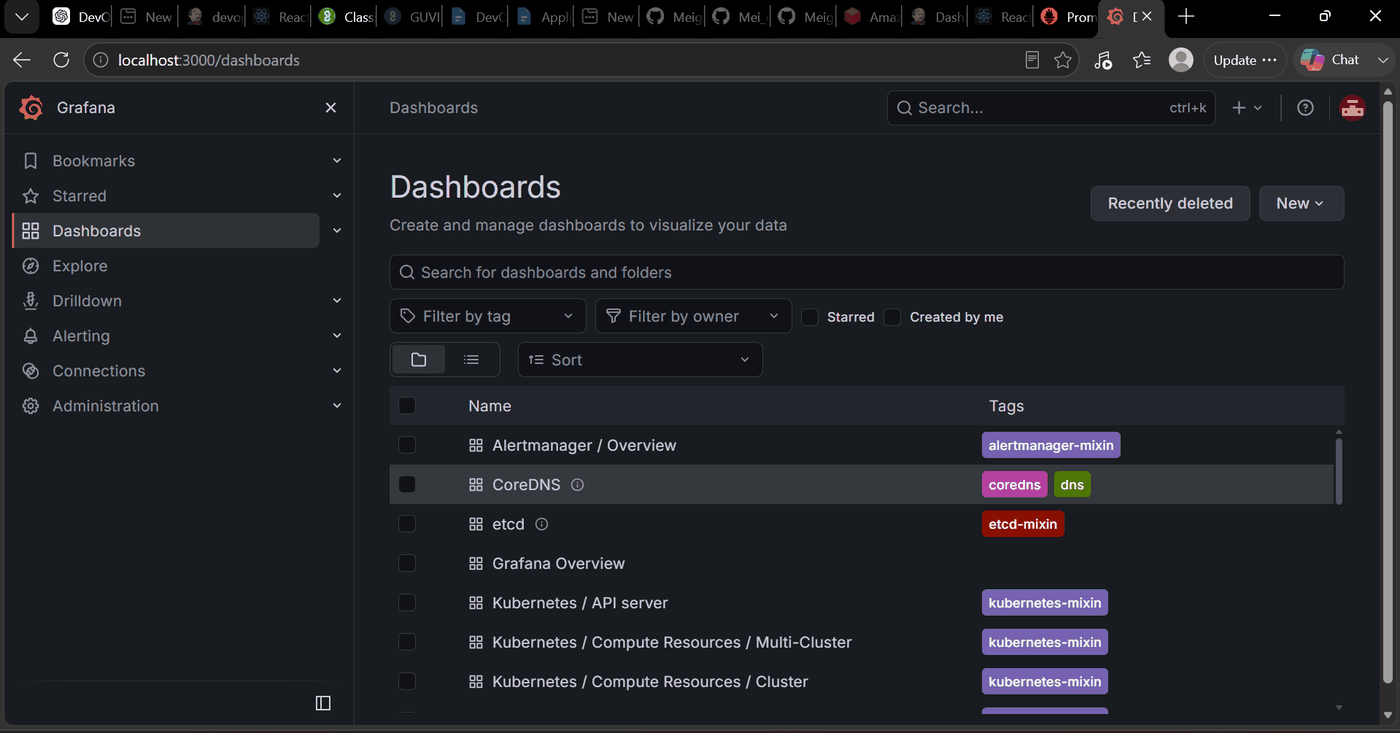 DevO
New
devo
Reac
Class
GUVI
DevO
Appl
New
Meig
Mei_
Meig
Ama
Dash
Reac
Prom
localhost:3000/dashboards
Update
Chat
Grafana
Dashboards
Search...
ctrl+k
Bookmarks
Starred
Dashboards
Explore
Drilldown
Alerting
Connections
Administration
Dashboards
Create and manage dashboards to visualize your data
Recently deleted
New
Search for dashboards and folders
Filter by tag
Filter by owner
Starred
Created by me
Sort
Name Tags
Alertmanager / Overview alertmanager-mixin
CoreDNS coredns dns
etcd etcd-mixin
Grafana Overview
Kubernetes / API server kubernetes-mixin
Kubernetes / Compute Resources / Multi-Cluster kubernetes-mixin
Kubernetes / Compute Resources / Cluster kubernetes-mixin